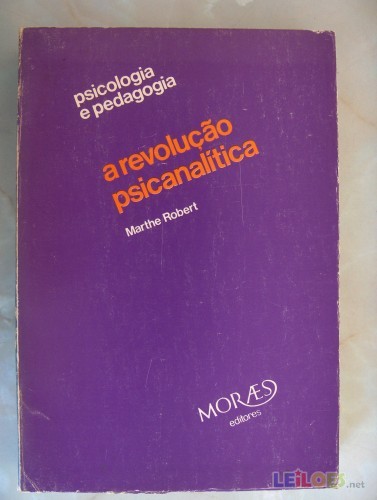 psicologia
e pedagogia
a revolução
psicanalítica
Marthe Robert
MORÆS
editores
LEiLOES.net